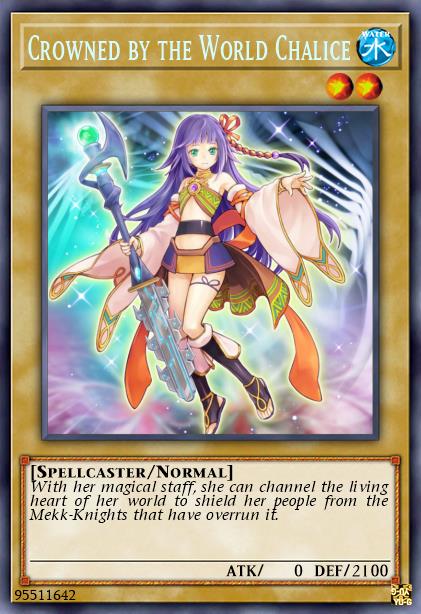 CROWNED BY THE WORLD CHALICE
WATER
水
[SPELLCASTER/NORMAL]
With her magical staff, she can channel the living
heart of her world to shield her people from the
Mekk-Knights that have overrun it.
ATK/ 0 DEF/2100
95511642